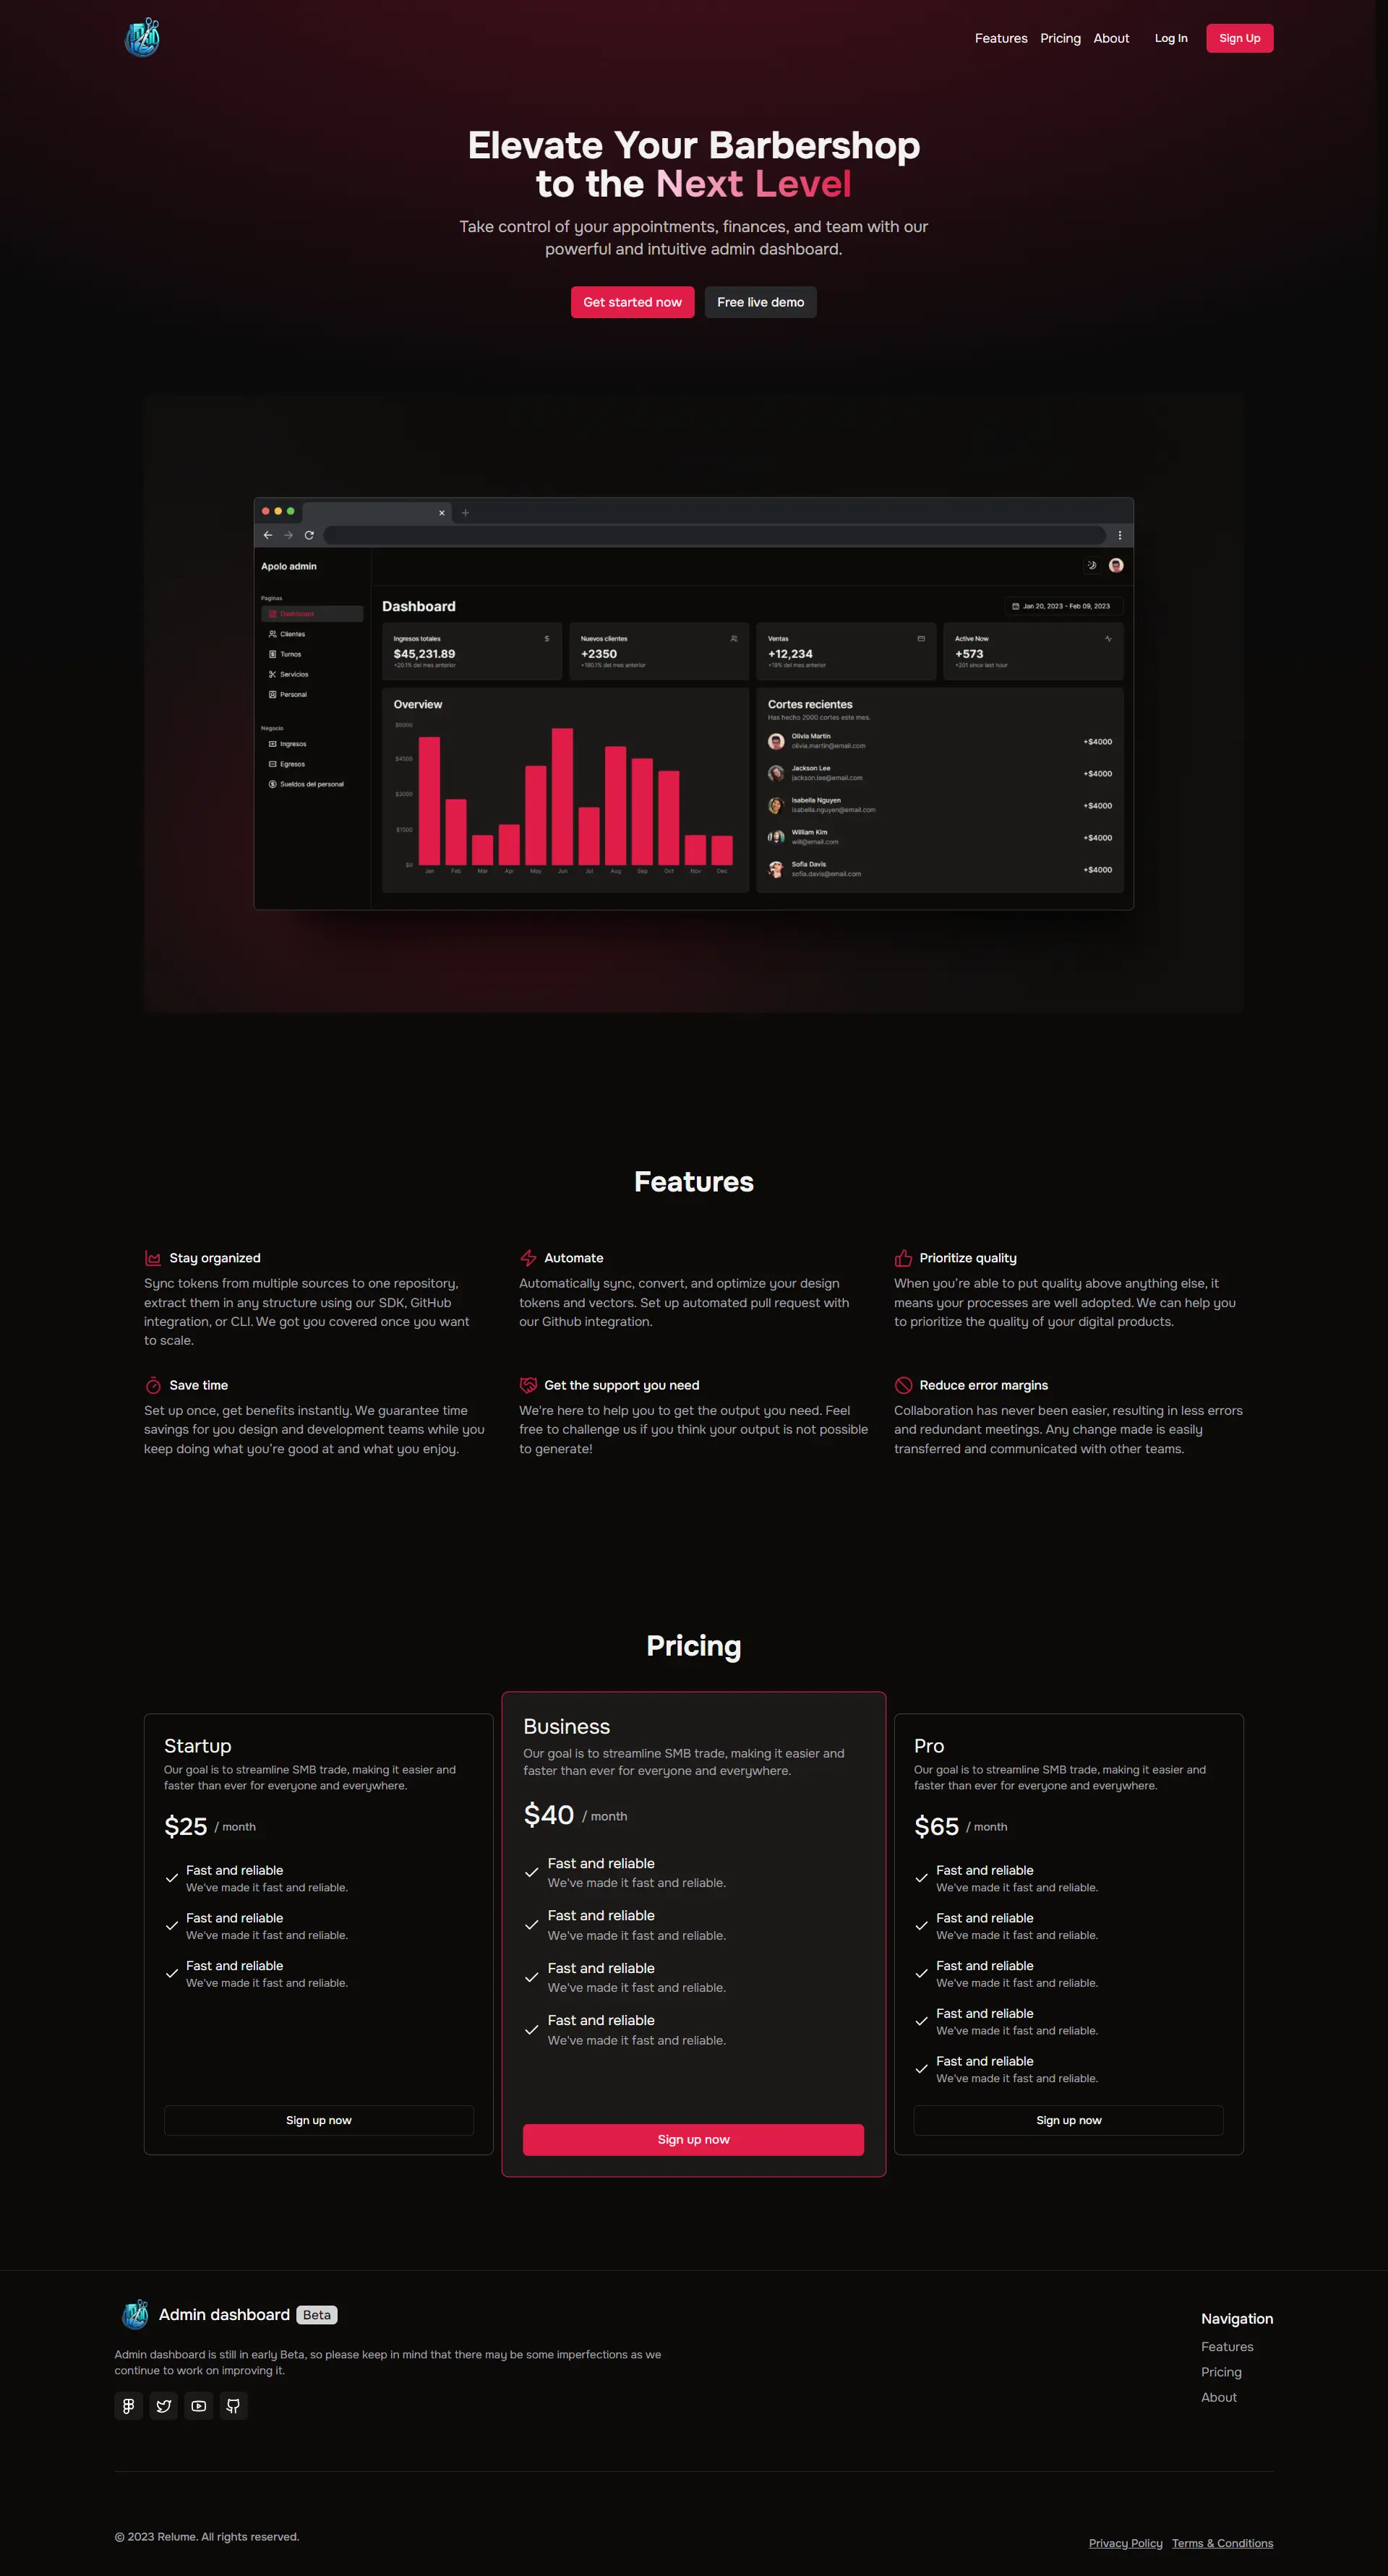 Features Pricing About Log In Sign Up
Elevate Your Barbershop
to the Next Level
Take control of your appointments, finances, and team with our
powerful and intuitive admin dashboard.
Get started now Free live demo
Apolo admin
Paginas
Dashboard
Clientes
Turnos
Servicios
Personal
Negocio
Ingresos
Egresos
Sueldos del personal
Dashboard
Jan 20, 2023 - Feb 09, 2023
Ingresos totales
$45,231.89
+20.1% del mes anterior
Nuevos clientes
+2350
+180.1% del mes anterior
Ventas
+12,234
+19% del mes anterior
Active Now
+573
+201 since last hour
Overview
$6000
$4500
$3000
$1500
$0
Jan Feb Mar Apr May Jun Jul Aug Sep Oct Nov Dec
Cortes recientes
Has hecho 2000 cortes este mes.
Olivia Martin
olivia.martin@email.com
+$4000
Jackson Lee
jackson.lee@email.com
+$4000
Isabella Nguyen
isabella.nguyen@email.com
+$4000
William Kim
will@email.com
+$4000
Sofia Davis
sofia.davis@email.com
+$4000
Features
Stay organized
Sync tokens from multiple sources to one repository,
extract them in any structure using our SDK, GitHub
integration, or CLI. We got you covered once you want
to scale.
Automate
Automatically sync, convert, and optimize your design
tokens and vectors. Set up automated pull request with
our Github integration.
Prioritize quality
When you're able to put quality above anything else, it
means your processes are well adopted. We can help you
to prioritize the quality of your digital products.
Save time
Set up once, get benefits instantly. We guarantee time
savings for you design and development teams while you
keep doing what you're good at and what you enjoy.
Get the support you need
We're here to help you to get the output you need. Feel
free to challenge us if you think your output is not possible
to generate!
Reduce error margins
Collaboration has never been easier, resulting in less errors
and redundant meetings. Any change made is easily
transferred and communicated with other teams.
Pricing
Startup
Our goal is to streamline SMB trade, making it easier and
faster than ever for everyone and everywhere.
$25 / month
Fast and reliable
We've made it fast and reliable.
Fast and reliable
We've made it fast and reliable.
Fast and reliable
We've made it fast and reliable.
Sign up now
Business
Our goal is to streamline SMB trade, making it easier and
faster than ever for everyone and everywhere.
$40 / month
Fast and reliable
We've made it fast and reliable.
Fast and reliable
We've made it fast and reliable.
Fast and reliable
We've made it fast and reliable.
Fast and reliable
We've made it fast and reliable.
Sign up now
Pro
Our goal is to streamline SMB trade, making it easier and
faster than ever for everyone and everywhere.
$65 / month
Fast and reliable
We've made it fast and reliable.
Fast and reliable
We've made it fast and reliable.
Fast and reliable
We've made it fast and reliable.
Fast and reliable
We've made it fast and reliable.
Fast and reliable
We've made it fast and reliable.
Sign up now
Admin dashboard Beta
Admin dashboard is still in early Beta, so please keep in mind that there may be some imperfections as we
continue to work on improving it.
Navigation
Features
Pricing
About
© 2023 Relume. All rights reserved.
Privacy Policy Terms & Conditions